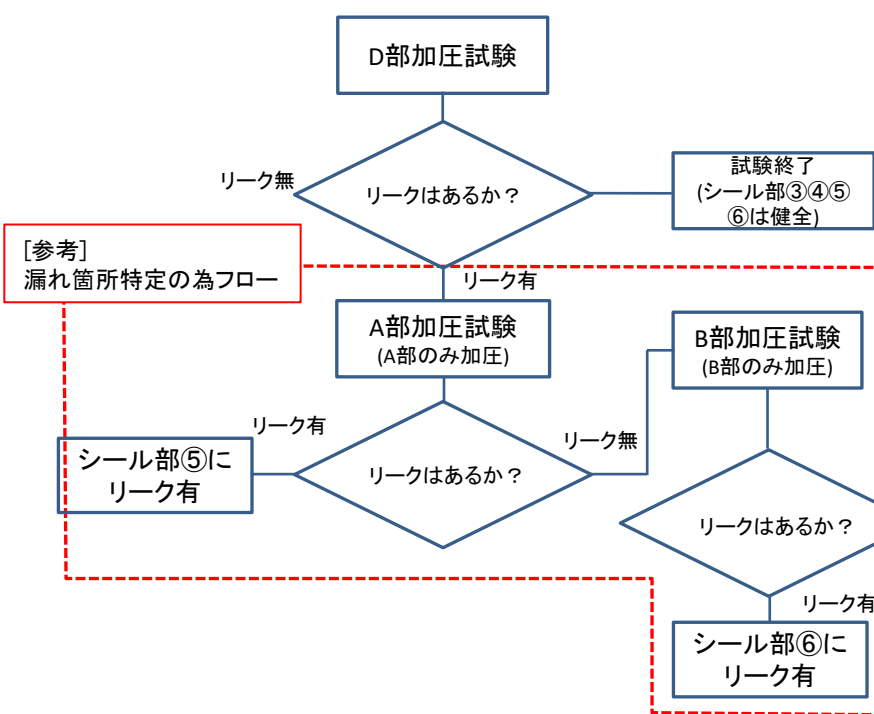 D部加圧試験
リーク無
リークはあるか？
試験終了
(シール部③④⑤
⑥は健全)
[参考]
漏れ箇所特定の為フロー
リーク有
A部加圧試験
(A部のみ加圧)
B部加圧試験
(B部のみ加圧)
リーク有
リーク無
シール部⑤に
リーク有
リークはあるか？
リークはあるか？
リーク有
シール部⑥に
リーク有